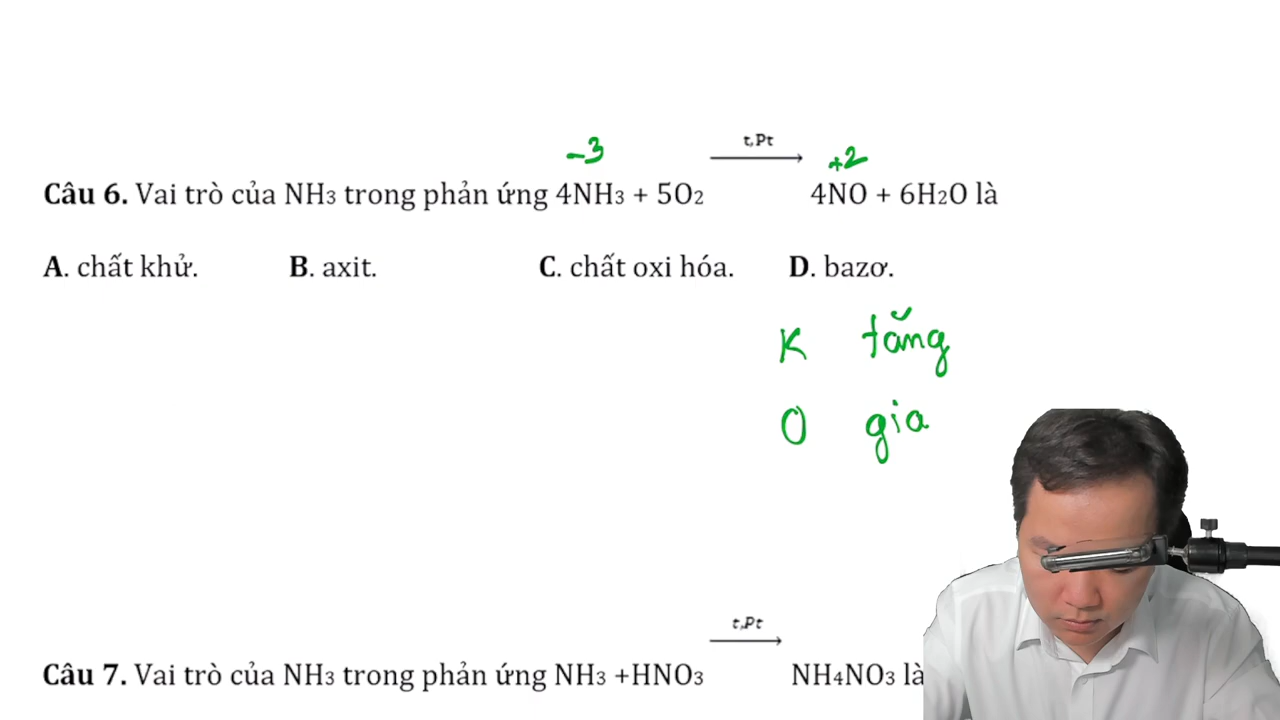 -3 t,Pt +2
Câu 6. Vai trò của NH₃ trong phản ứng 4NH₃ + 5O₂ ⟶ 4NO + 6H₂O là
A. chất khử. B. axit. C. chất oxi hóa. D. bazơ.
K tăng
O gia
t,Pt
Câu 7. Vai trò của NH₃ trong phản ứng NH₃ +HNO₃ ⟶ NH₄NO₃ là